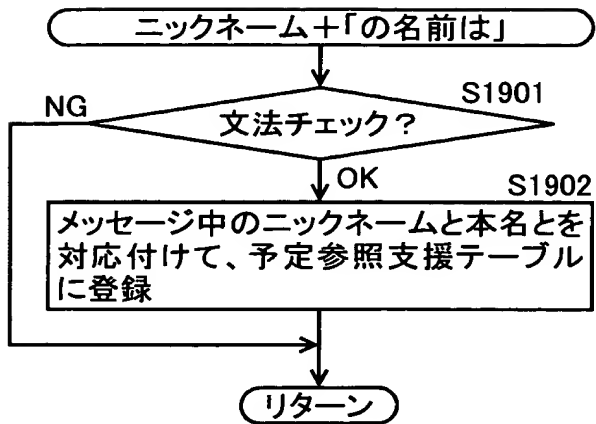 ニックネーム+「の名前は」
S1901
NG
文法チェック?
OK
S1902
メッセージ中のニックネームと本名とを
対応付けて、予定参照支援テーブル
に登録
リターン